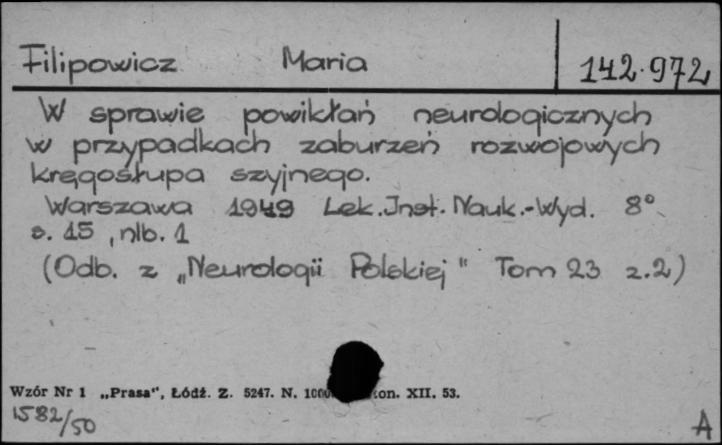 Filipowicz Maria 142.972
W sprawie powikłań neurologicznych
w przypadkach zaburzeń rozwojowych
kręgosłupa szyjnego.
Warszawa 1949 Lek.Inst. Nauk.-Wyd. 8°
s. 15, nlb. 1
(Odb. z „Neurologii Polskiej" Tom 23 z.2)
Wzór Nr 1 „Prasa", Łódź. Z. 5247. N. XII. 53.
1582/50 A